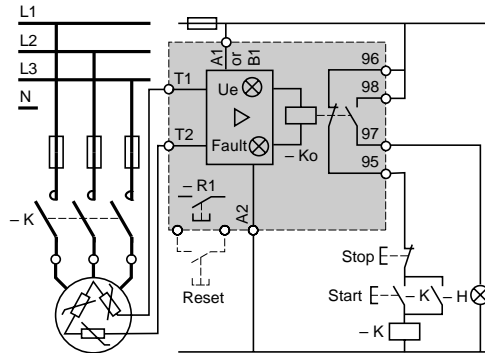 L1
L2
L3
N
A1
or
B1
T1
Ue
T2
Fault
– Ko
– R1
A2
96
98
97
95
– K
Reset
Stop
Start
– K
– H
– K